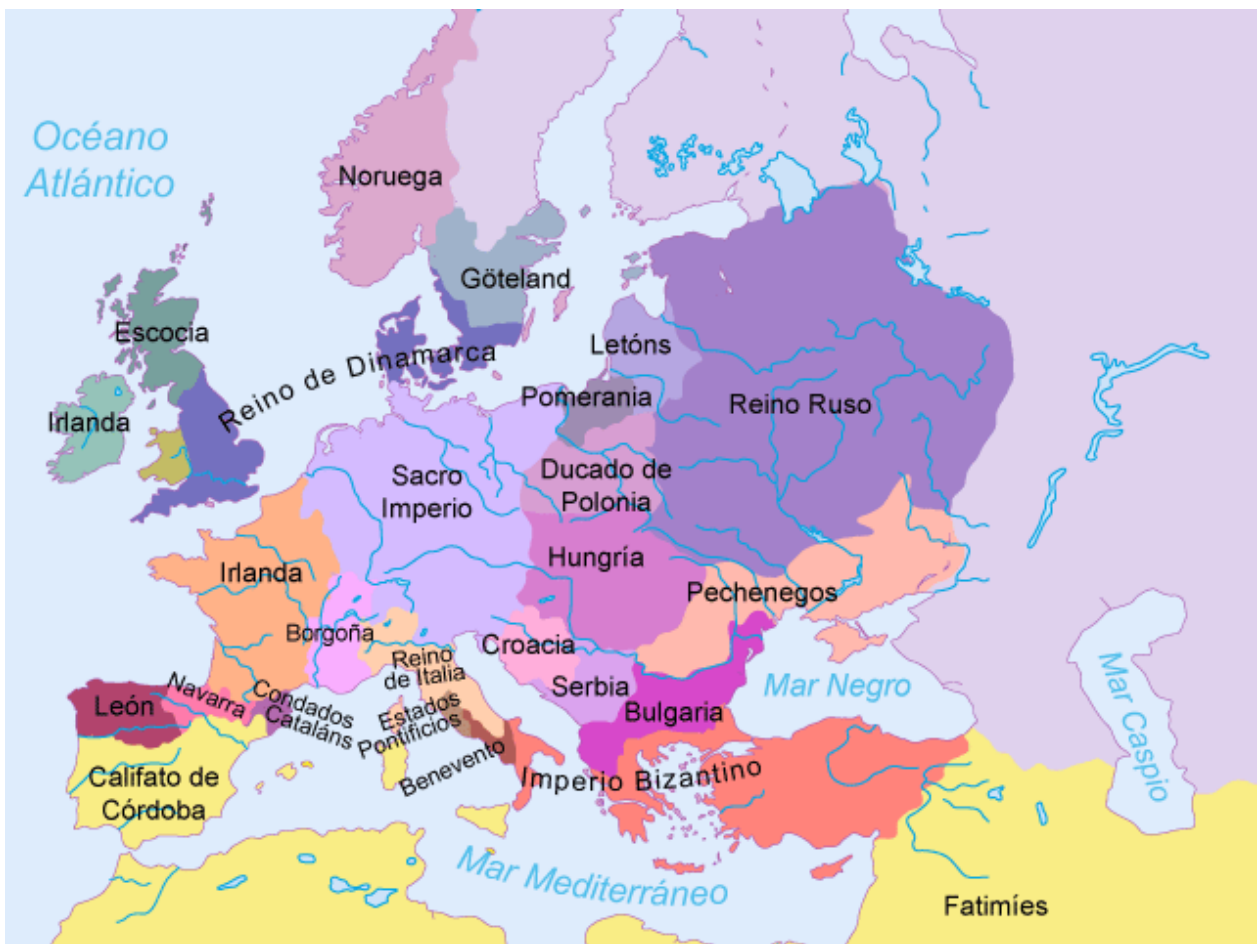 Océano
Atlántico
Noruega
Göteland
Escocia
Letóns
Reino de Dinamarca
Pomerania
Reino Ruso
Irlanda
Sacro
Imperio
Ducado de
Polonia
Hungría
Irlanda
Pechenegos
Borgoña
Croacia
Reino
de Italia
Serbia
Mar Negro
Mar Caspio
León
Navarra
Condados
Cataláns
Estados
Pontificios
Bulgaria
Benevento
Imperio Bizantino
Califato de
Córdoba
Mar Mediterráneo
Fatimíes